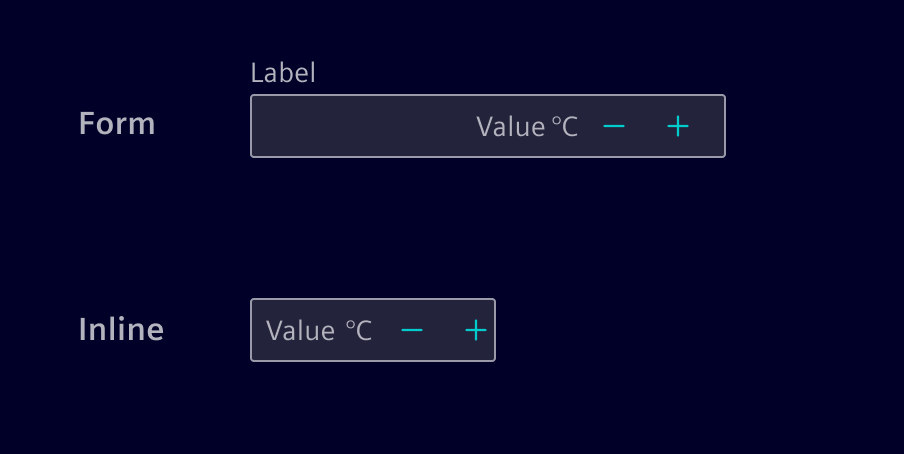 Label
Form
Value °C − +
Inline
Value °C − +